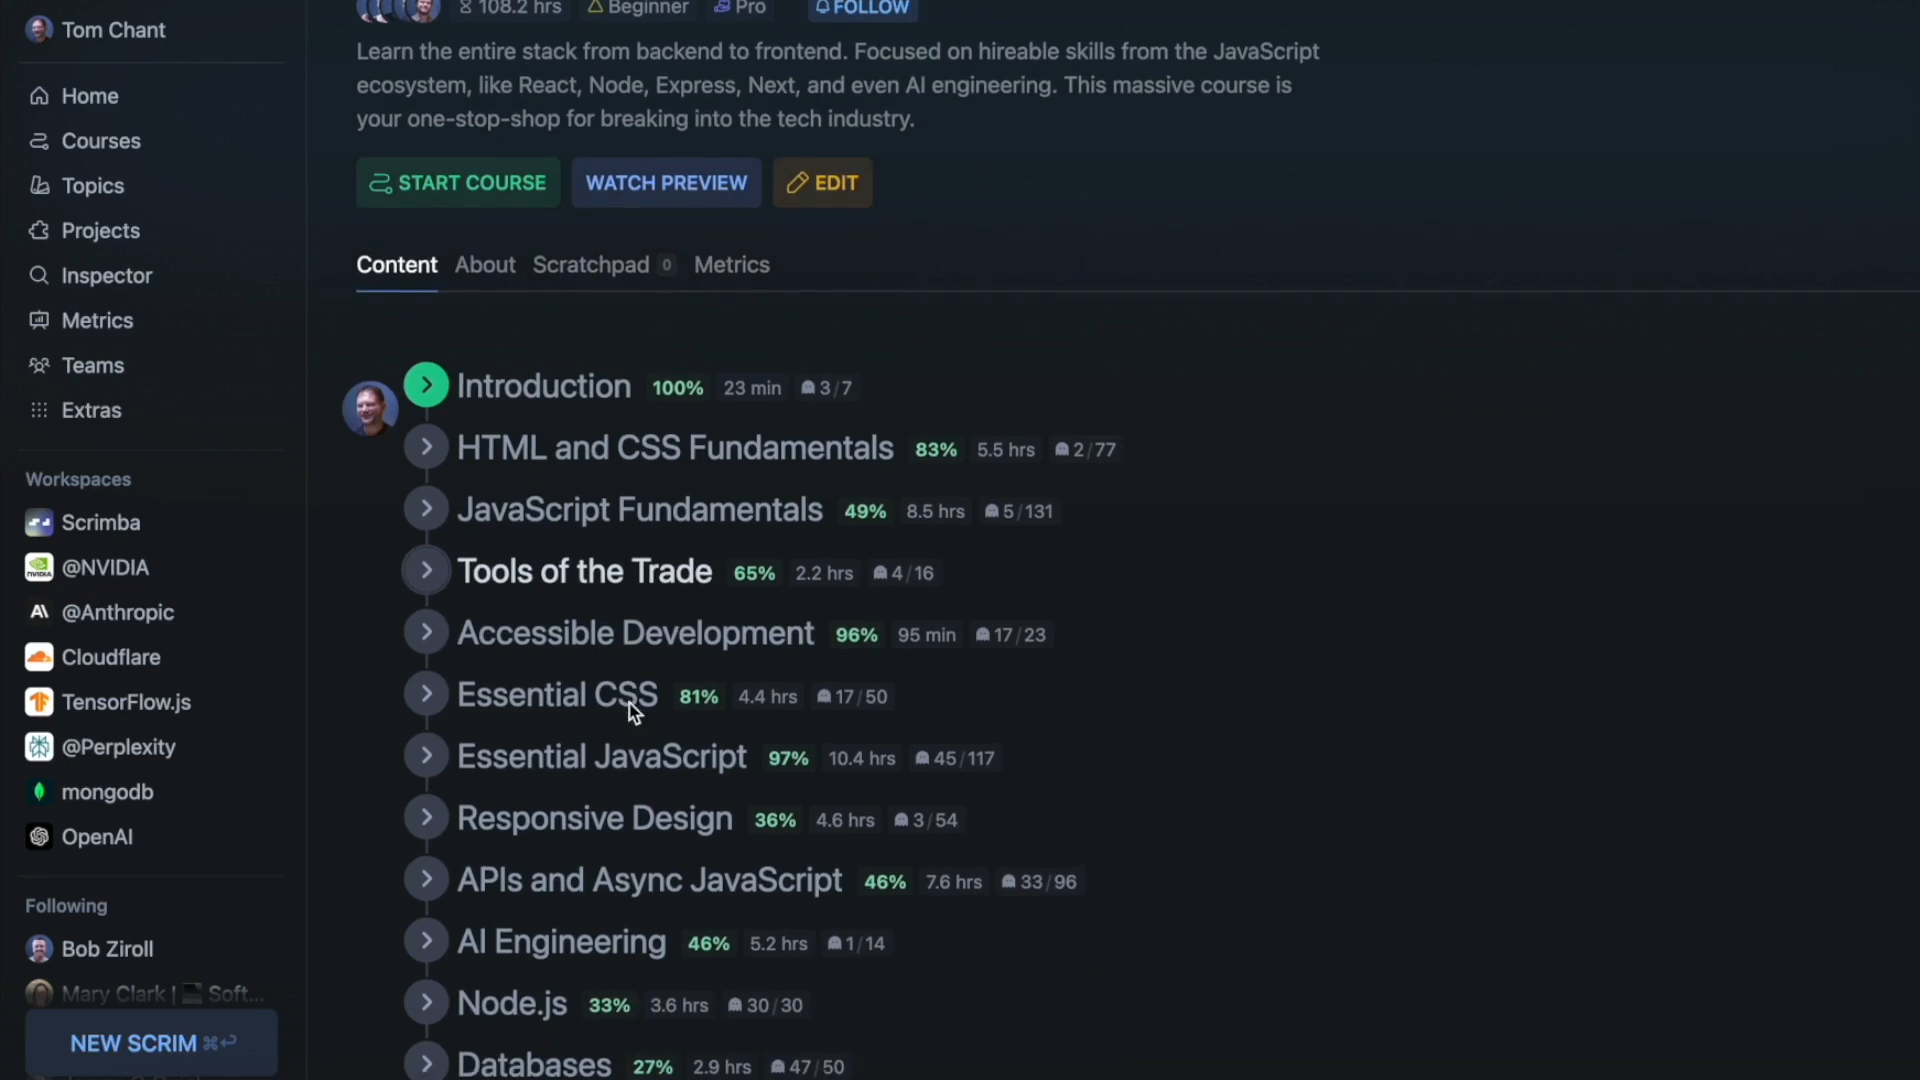 Tom Chant
Home
Courses
Topics
Projects
Inspector
Metrics
Teams
Extras
Workspaces
Scrimba
@NVIDIA
@Anthropic
Cloudflare
TensorFlow.js
@Perplexity
mongodb
OpenAI
Following
Bob Ziroll
Mary Clark | Soft...
NEW SCRIM ⌘↩
108.2 hrs Beginner Pro FOLLOW
Learn the entire stack from backend to frontend. Focused on hireable skills from the JavaScript
ecosystem, like React, Node, Express, Next, and even AI engineering. This massive course is
your one-stop-shop for breaking into the tech industry.
START COURSE WATCH PREVIEW EDIT
Content About Scratchpad 0 Metrics
Introduction 100% 23 min 3/7
HTML and CSS Fundamentals 83% 5.5 hrs 2/77
JavaScript Fundamentals 49% 8.5 hrs 5/131
Tools of the Trade 65% 2.2 hrs 4/16
Accessible Development 96% 95 min 17/23
Essential CSS 81% 4.4 hrs 17/50
Essential JavaScript 97% 10.4 hrs 45/117
Responsive Design 36% 4.6 hrs 3/54
APIs and Async JavaScript 46% 7.6 hrs 33/96
AI Engineering 46% 5.2 hrs 1/14
Node.js 33% 3.6 hrs 30/30
Databases 27% 2.9 hrs 47/50